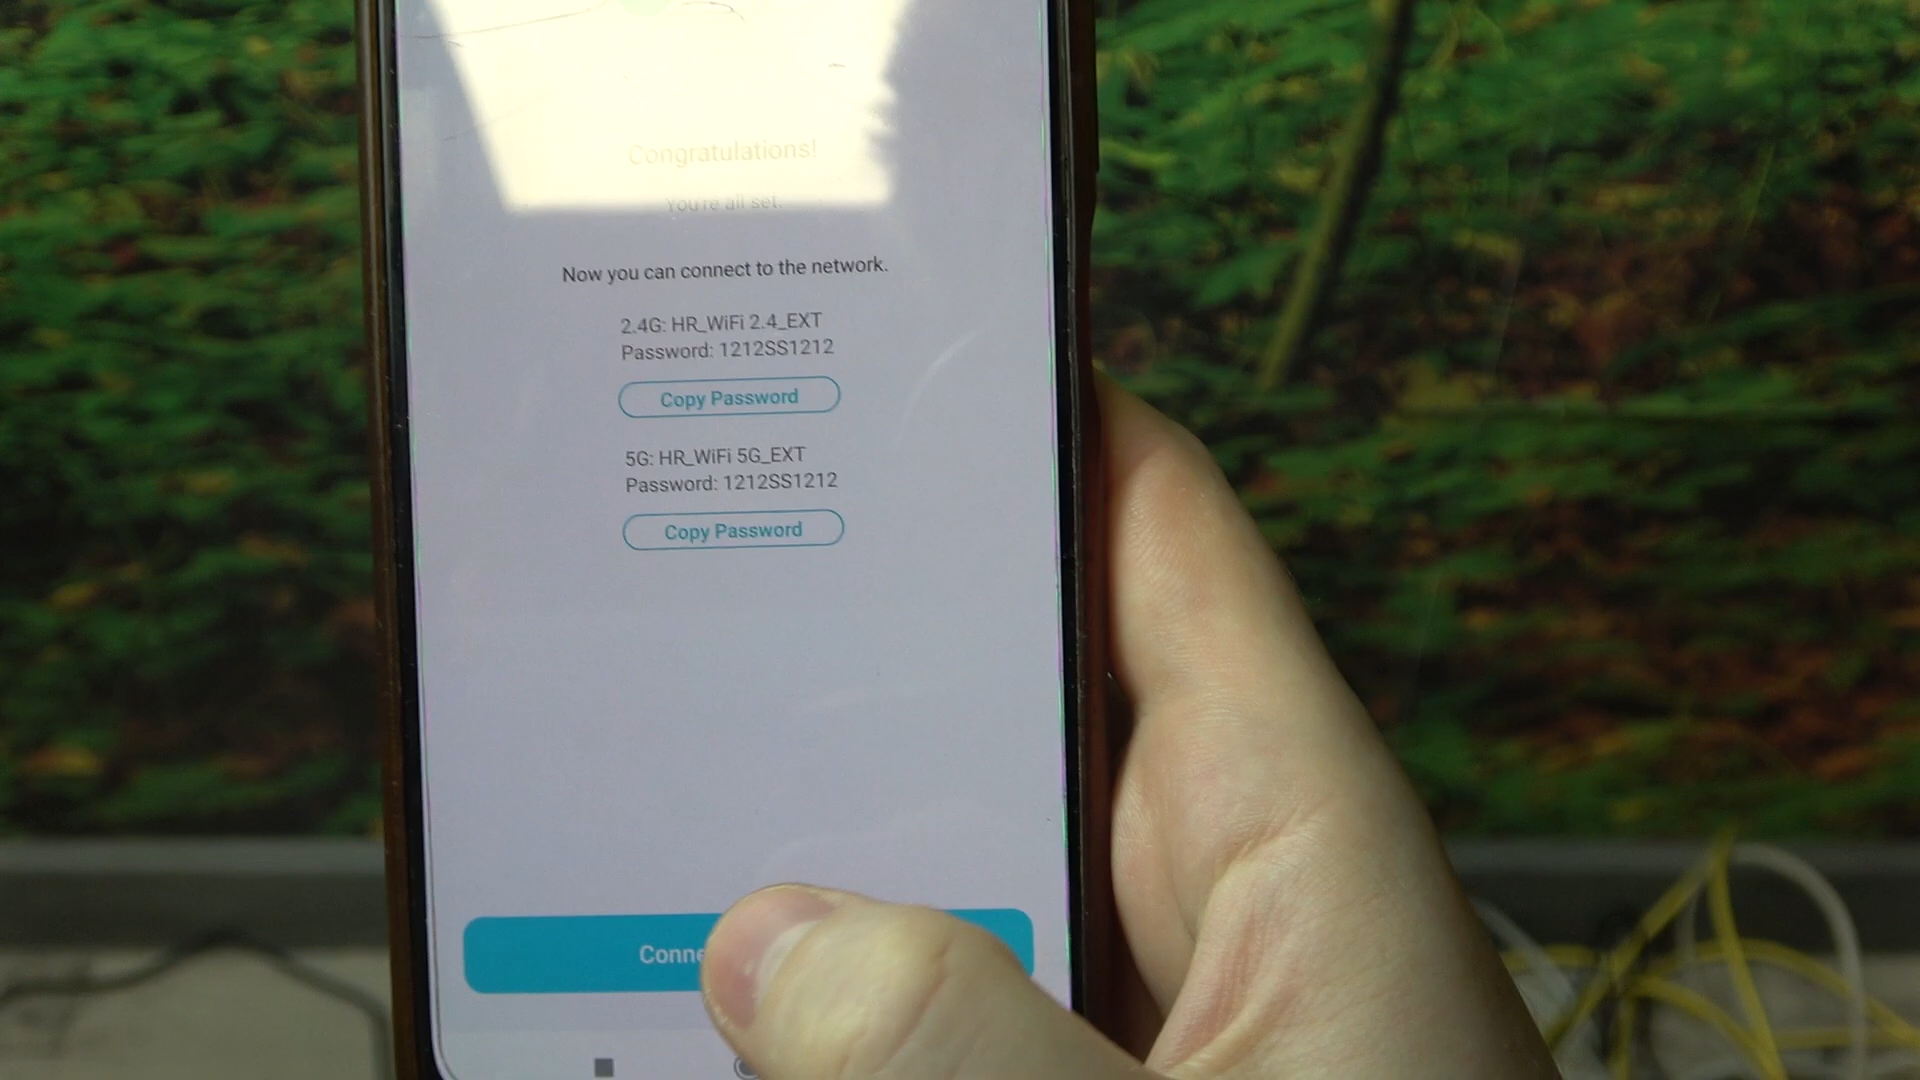 Congratulations!
You're all set.
Now you can connect to the network.
2.4G: HR_WiFi 2.4_EXT
Password: 1212SS1212
Copy Password
5G: HR_WiFi 5G_EXT
Password: 1212SS1212
Copy Password
Conne